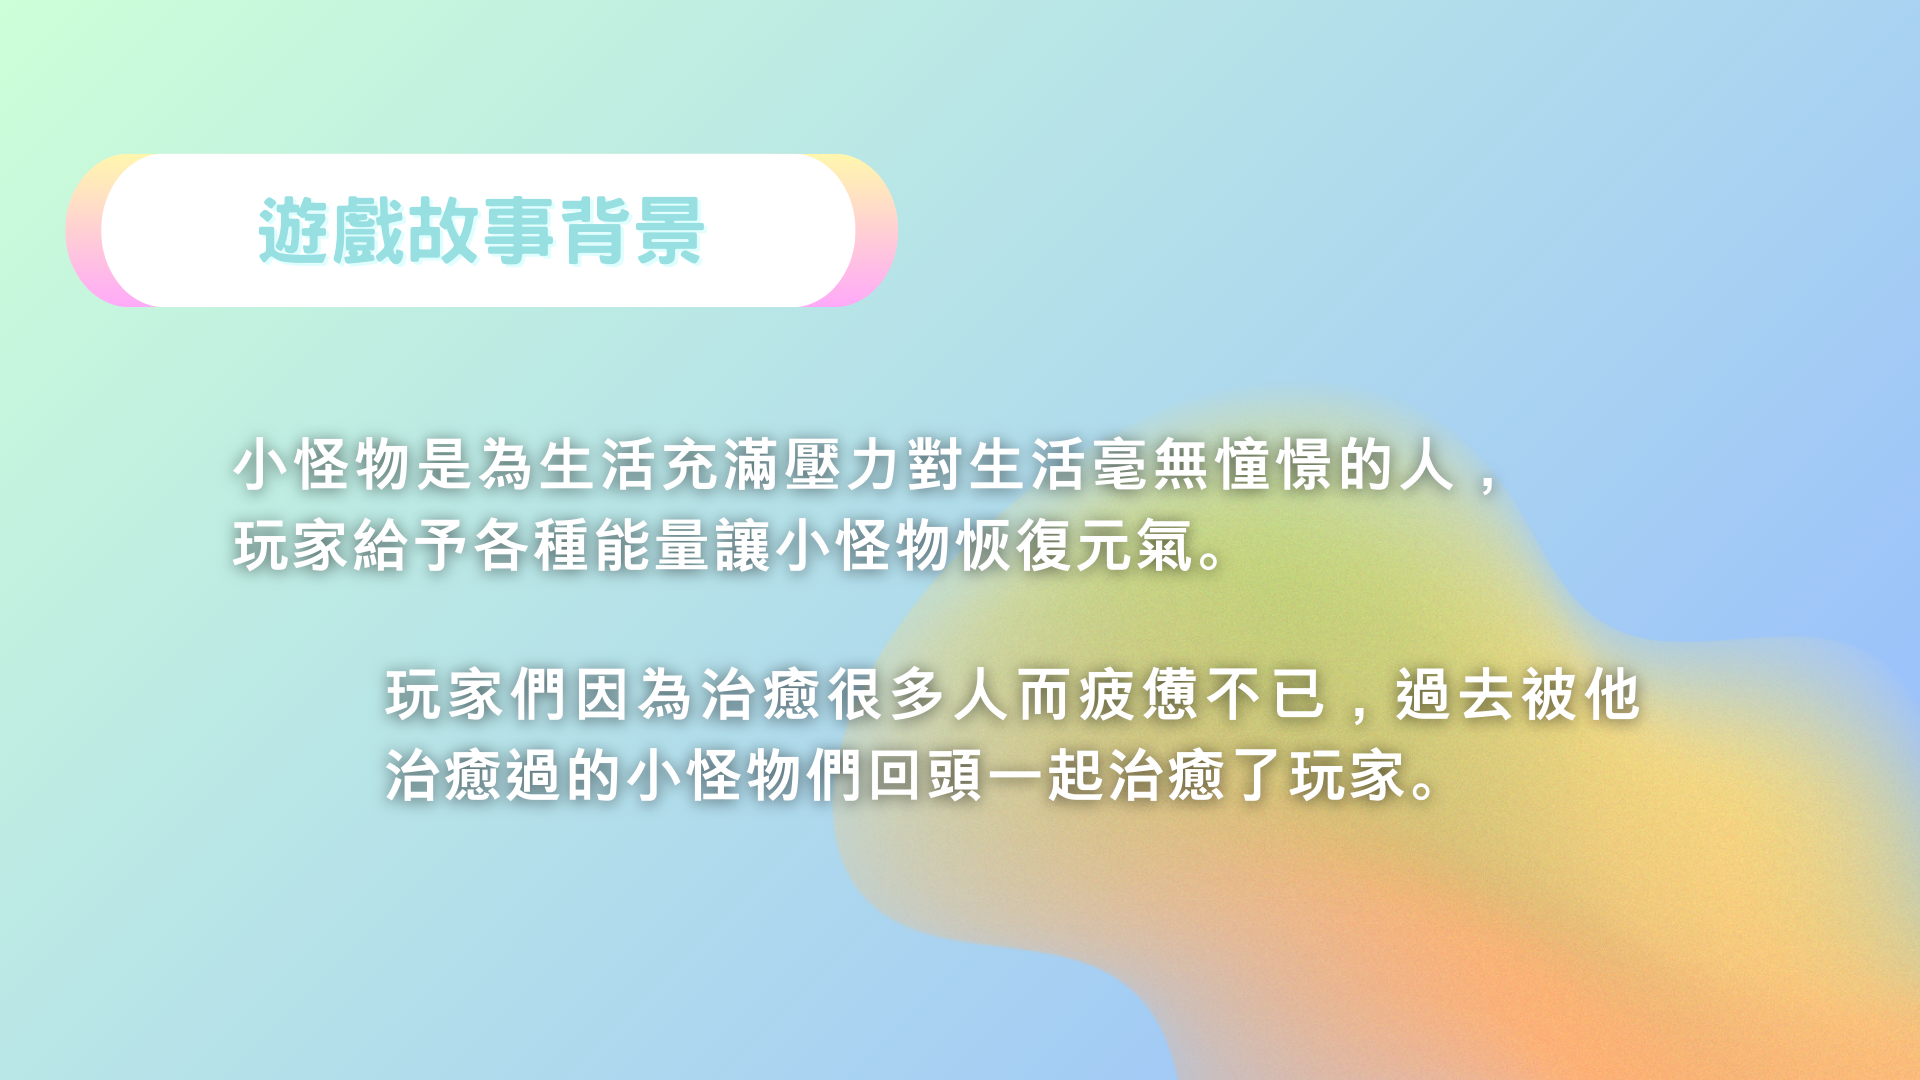 遊戲故事背景
小怪物是為生活充滿壓力對生活毫無憧憬的人，
玩家給予各種能量讓小怪物恢復元氣。
玩家們因為治癒很多人而疲憊不已，過去被他
治癒過的小怪物們回頭一起治癒了玩家。